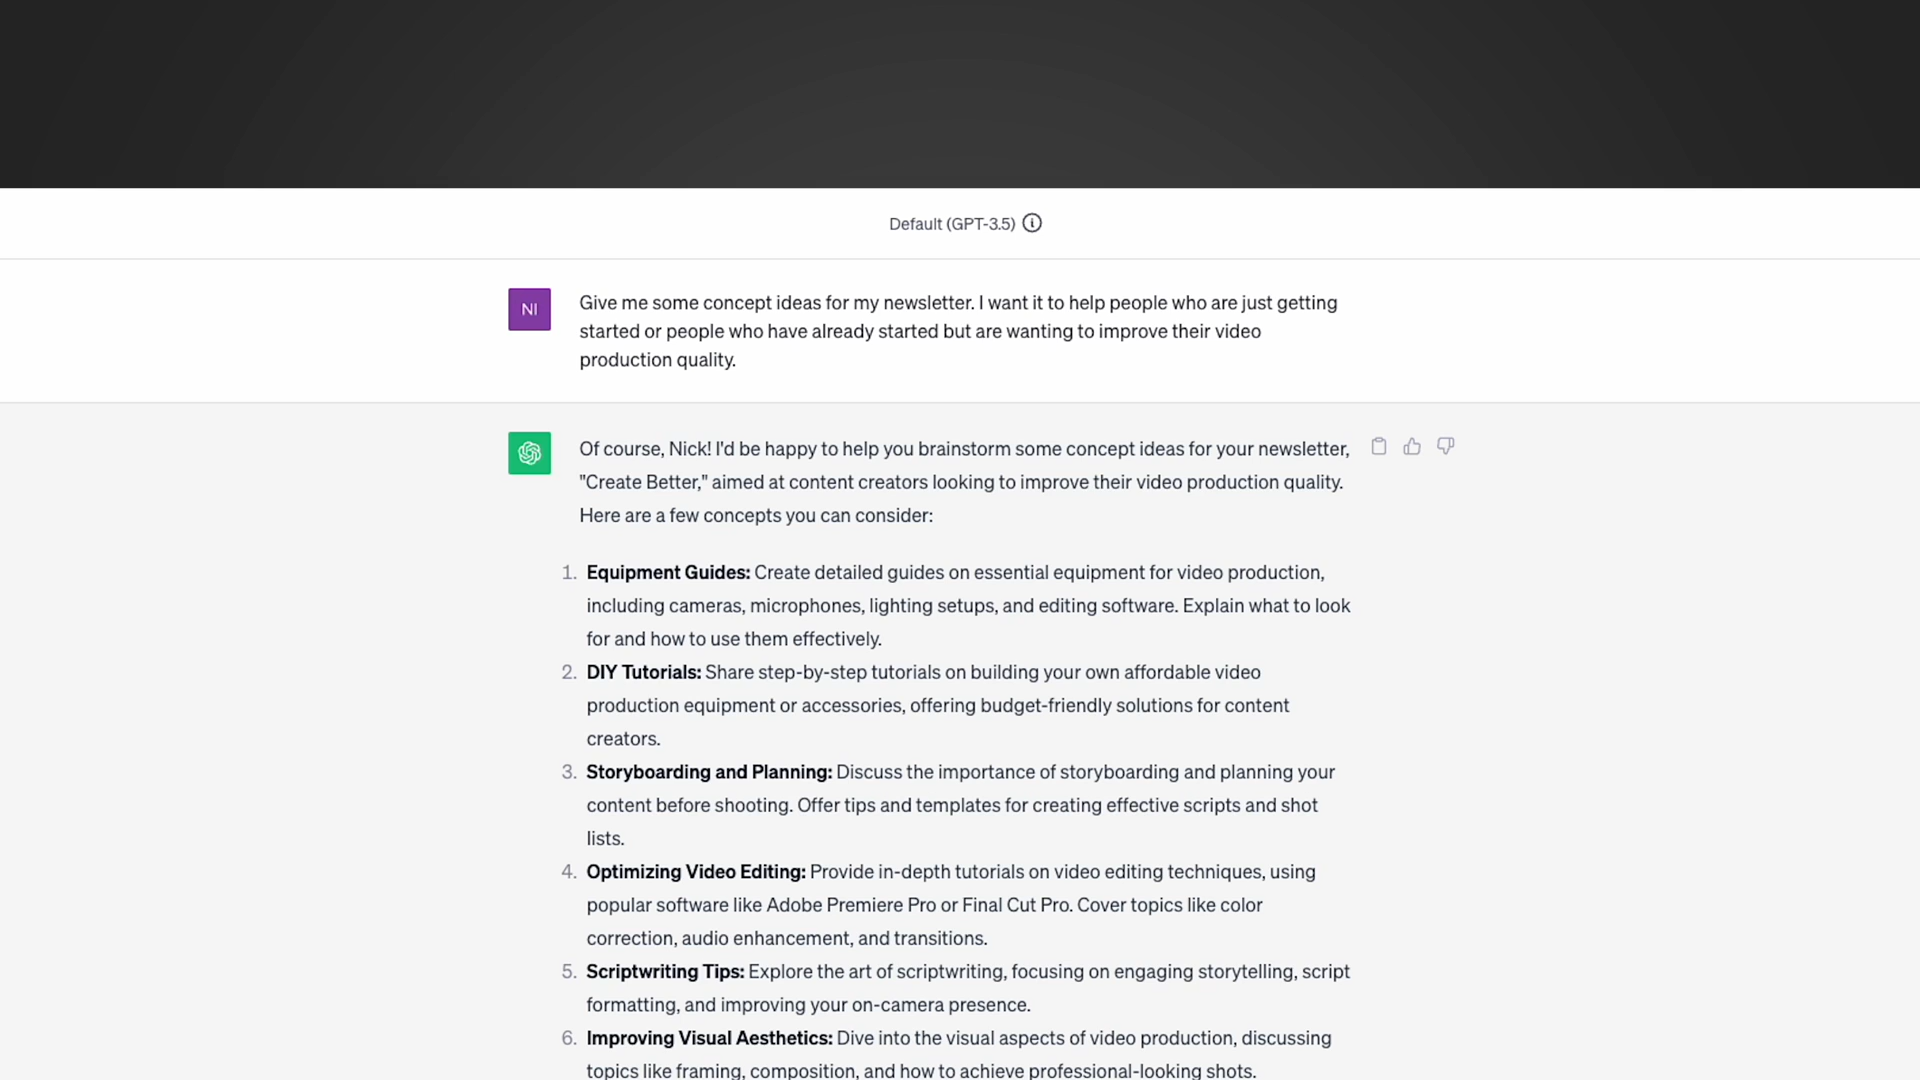 Default (GPT-3.5)
NI
Give me some concept ideas for my newsletter. I want it to help people who are just getting
started or people who have already started but are wanting to improve their video
production quality.
Of course, Nick! I'd be happy to help you brainstorm some concept ideas for your newsletter,
"Create Better," aimed at content creators looking to improve their video production quality.
Here are a few concepts you can consider:
1. Equipment Guides: Create detailed guides on essential equipment for video production,
including cameras, microphones, lighting setups, and editing software. Explain what to look
for and how to use them effectively.
2. DIY Tutorials: Share step-by-step tutorials on building your own affordable video
production equipment or accessories, offering budget-friendly solutions for content
creators.
3. Storyboarding and Planning: Discuss the importance of storyboarding and planning your
content before shooting. Offer tips and templates for creating effective scripts and shot
lists.
4. Optimizing Video Editing: Provide in-depth tutorials on video editing techniques, using
popular software like Adobe Premiere Pro or Final Cut Pro. Cover topics like color
correction, audio enhancement, and transitions.
5. Scriptwriting Tips: Explore the art of scriptwriting, focusing on engaging storytelling, script
formatting, and improving your on-camera presence.
6. Improving Visual Aesthetics: Dive into the visual aspects of video production, discussing
topics like framing, composition, and how to achieve professional-looking shots.